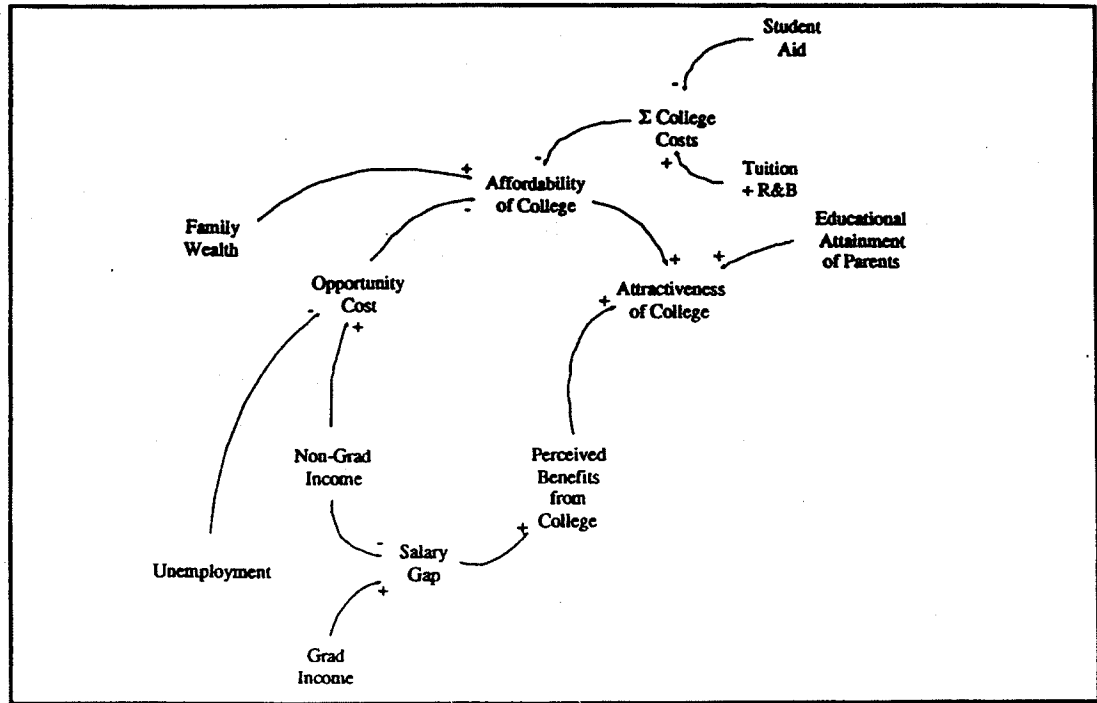 Student
Aid
-
Σ College
Costs
-
+
Tuition
+ R&B
+
Affordability
of College
-
Family
Wealth
Educational
Attainment
of Parents
+
+
Opportunity
Cost
-
+
Attractiveness
of College
+
Non-Grad
Income
Perceived
Benefits
from
College
+
-
Salary
Gap
+
Unemployment
Grad
Income